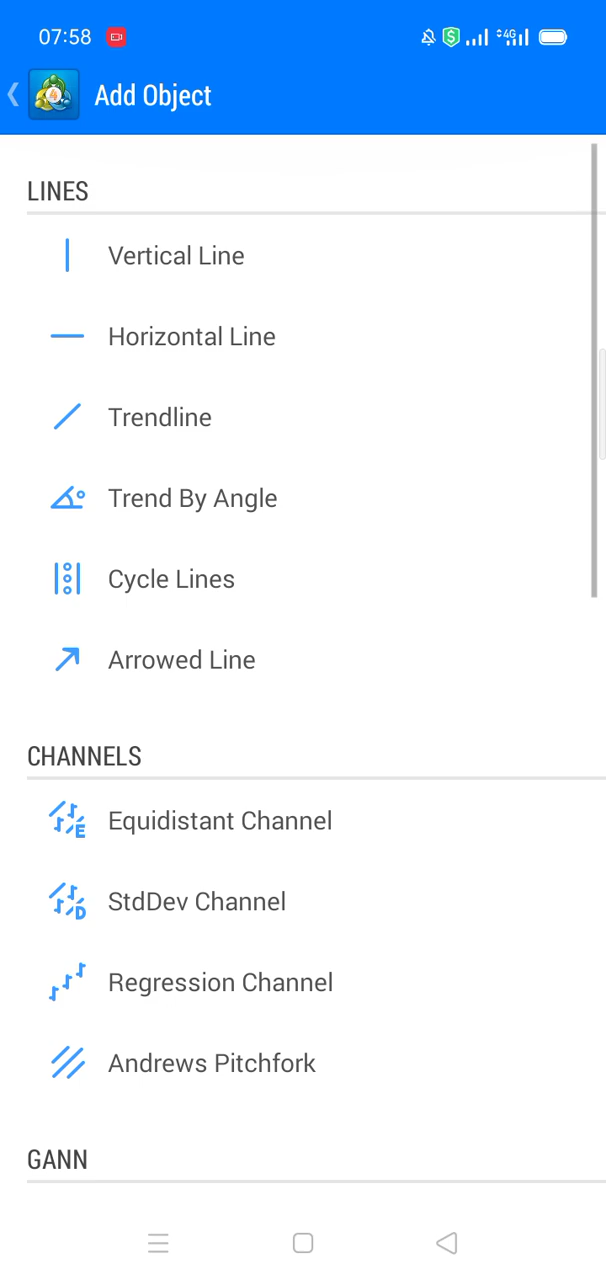 07:58
4G
Add Object
LINES
Vertical Line
Horizontal Line
Trendline
Trend By Angle
Cycle Lines
Arrowed Line
CHANNELS
Equidistant Channel
StdDev Channel
Regression Channel
Andrews Pitchfork
GANN